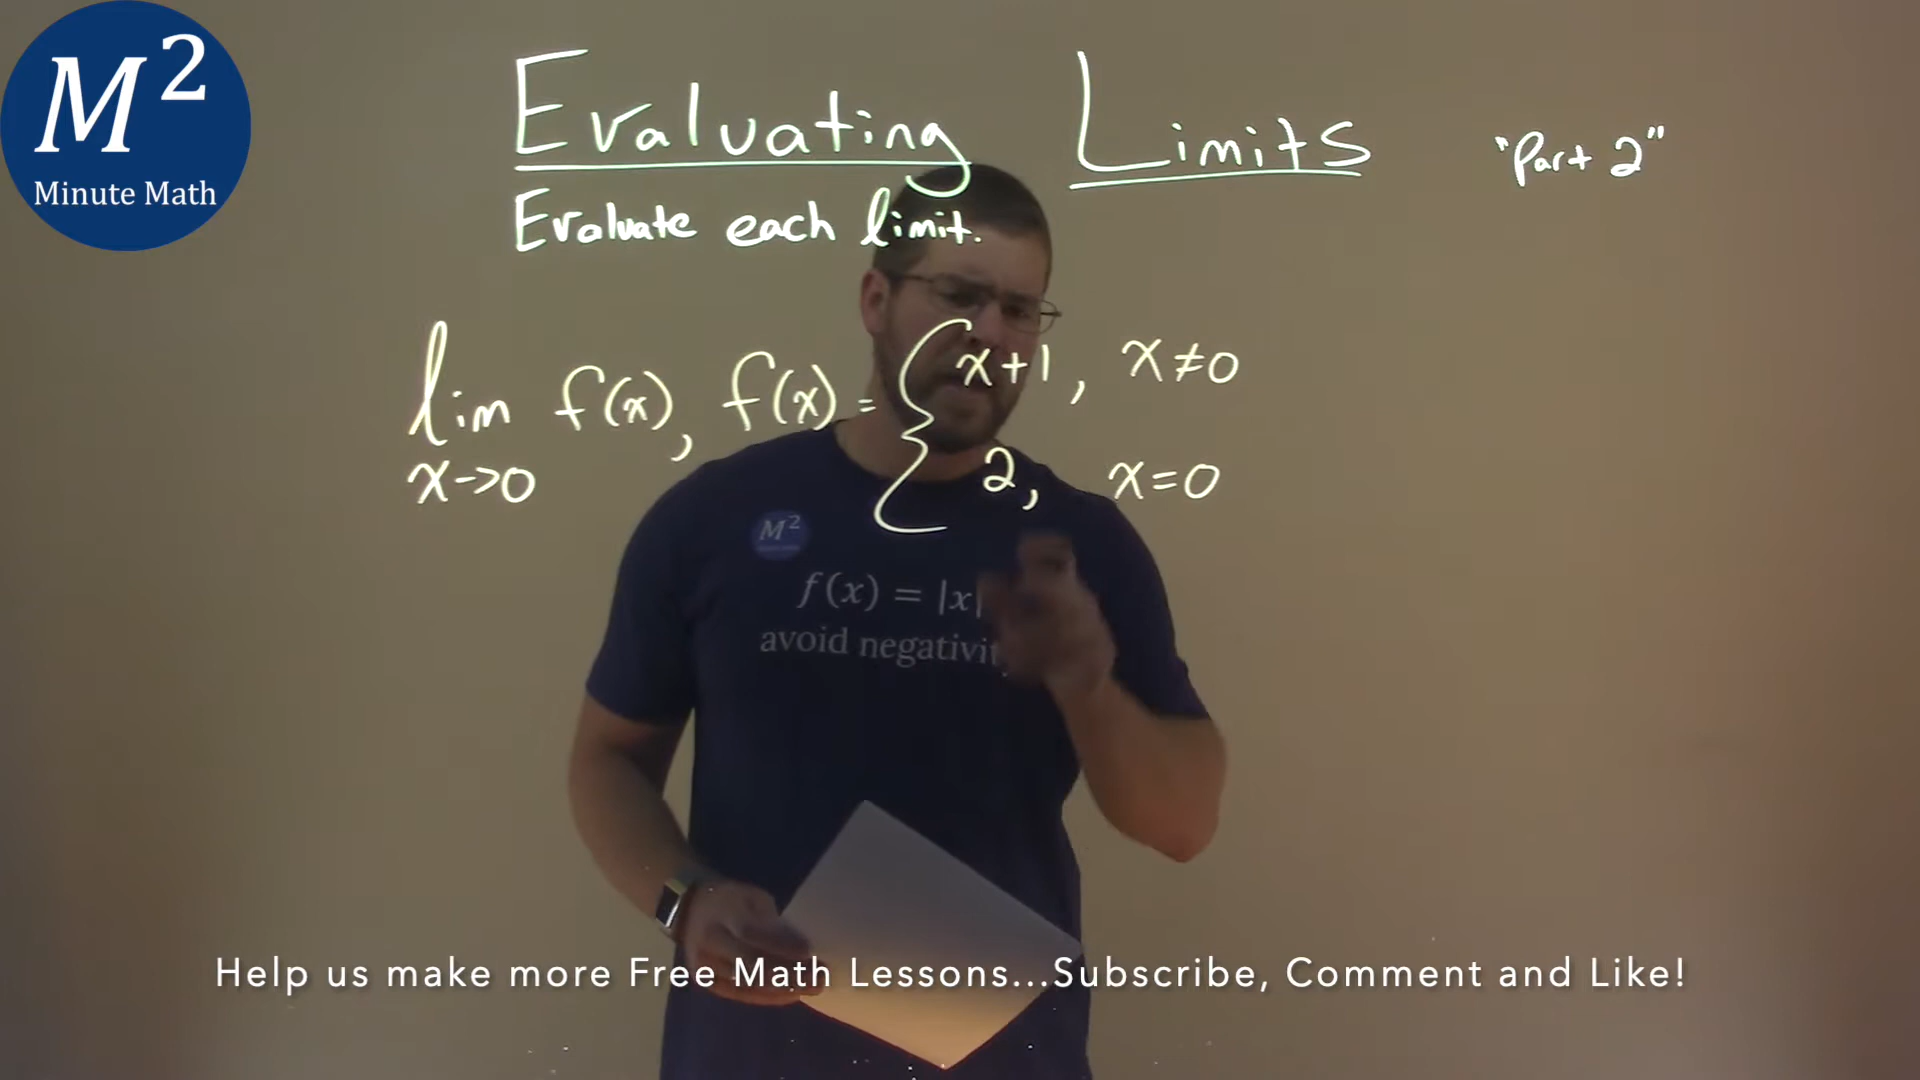 M²
Minute Math
Evaluating Limits "Part 2"
Evaluate each limit.
lim f(x), f(x) = { x+1, x≠0
x→0 2, x=0
M²
f(x) = |x|
avoid
Help us make more Free Math Lessons...Subscribe, Comment and Like!